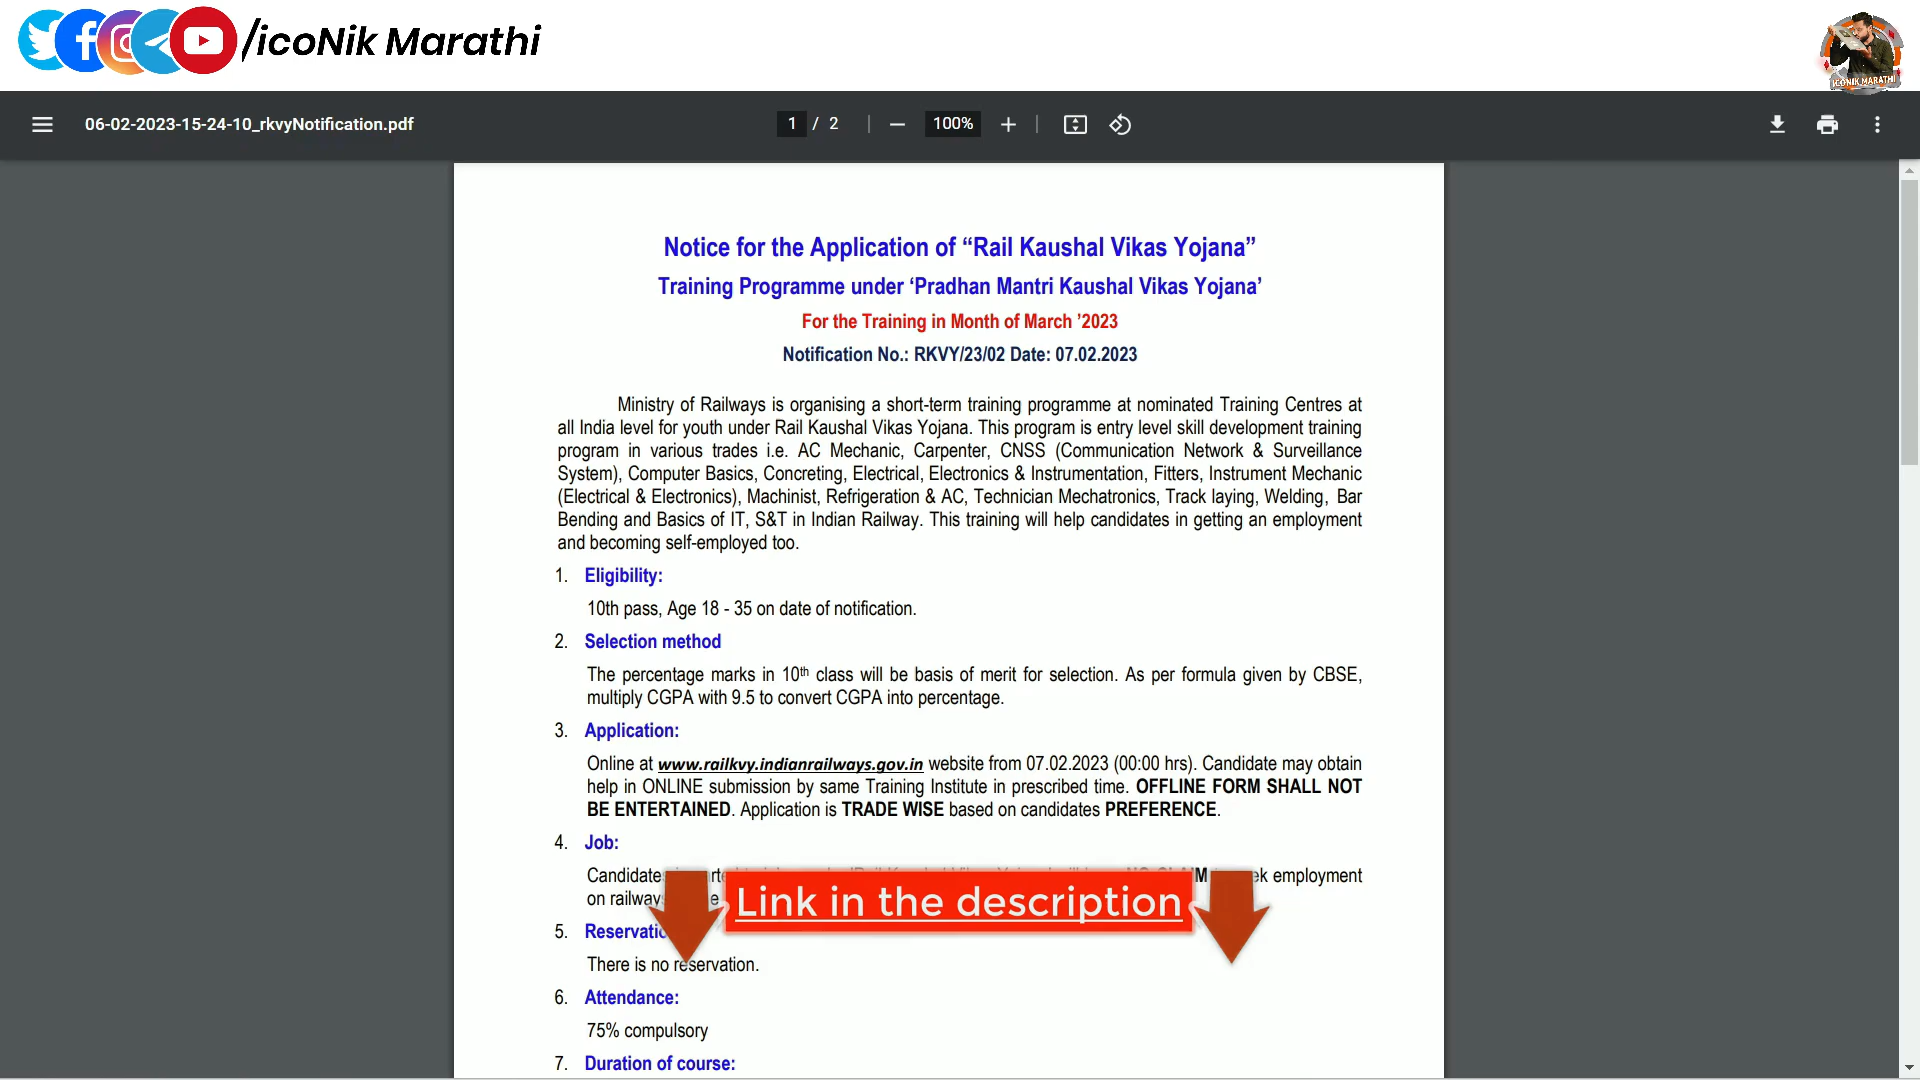 /icoNik Marathi
ICONIK MARATHI
06-02-2023-15-24-10_rkvyNotification.pdf
1 / 2
100%
Notice for the Application of “Rail Kaushal Vikas Yojana”
Training Programme under ‘Pradhan Mantri Kaushal Vikas Yojana’
For the Training in Month of March ’2023
Notification No.: RKVY/23/02 Date: 07.02.2023
Ministry of Railways is organising a short-term training programme at nominated Training Centres at
all India level for youth under Rail Kaushal Vikas Yojana. This program is entry level skill development training
program in various trades i.e. AC Mechanic, Carpenter, CNSS (Communication Network & Surveillance
System), Computer Basics, Concreting, Electrical, Electronics & Instrumentation, Fitters, Instrument Mechanic
(Electrical & Electronics), Machinist, Refrigeration & AC, Technician Mechatronics, Track laying, Welding, Bar
Bending and Basics of IT, S&T in Indian Railway. This training will help candidates in getting an employment
and becoming self-employed too.
1. Eligibility:
10th pass, Age 18 - 35 on date of notification.
2. Selection method
The percentage marks in 10th class will be basis of merit for selection. As per formula given by CBSE,
multiply CGPA with 9.5 to convert CGPA into percentage.
3. Application:
Online at www.railkvy.indianrailways.gov.in website from 07.02.2023 (00:00 hrs). Candidate may obtain
help in ONLINE submission by same Training Institute in prescribed time. OFFLINE FORM SHALL NOT
BE ENTERTAINED. Application is TRADE WISE based on candidates PREFERENCE.
4. Job:
Candidate employment
on railway
Link in the description
5.
There is no reservation.
6. Attendance:
75% compulsory
7. Duration of course: